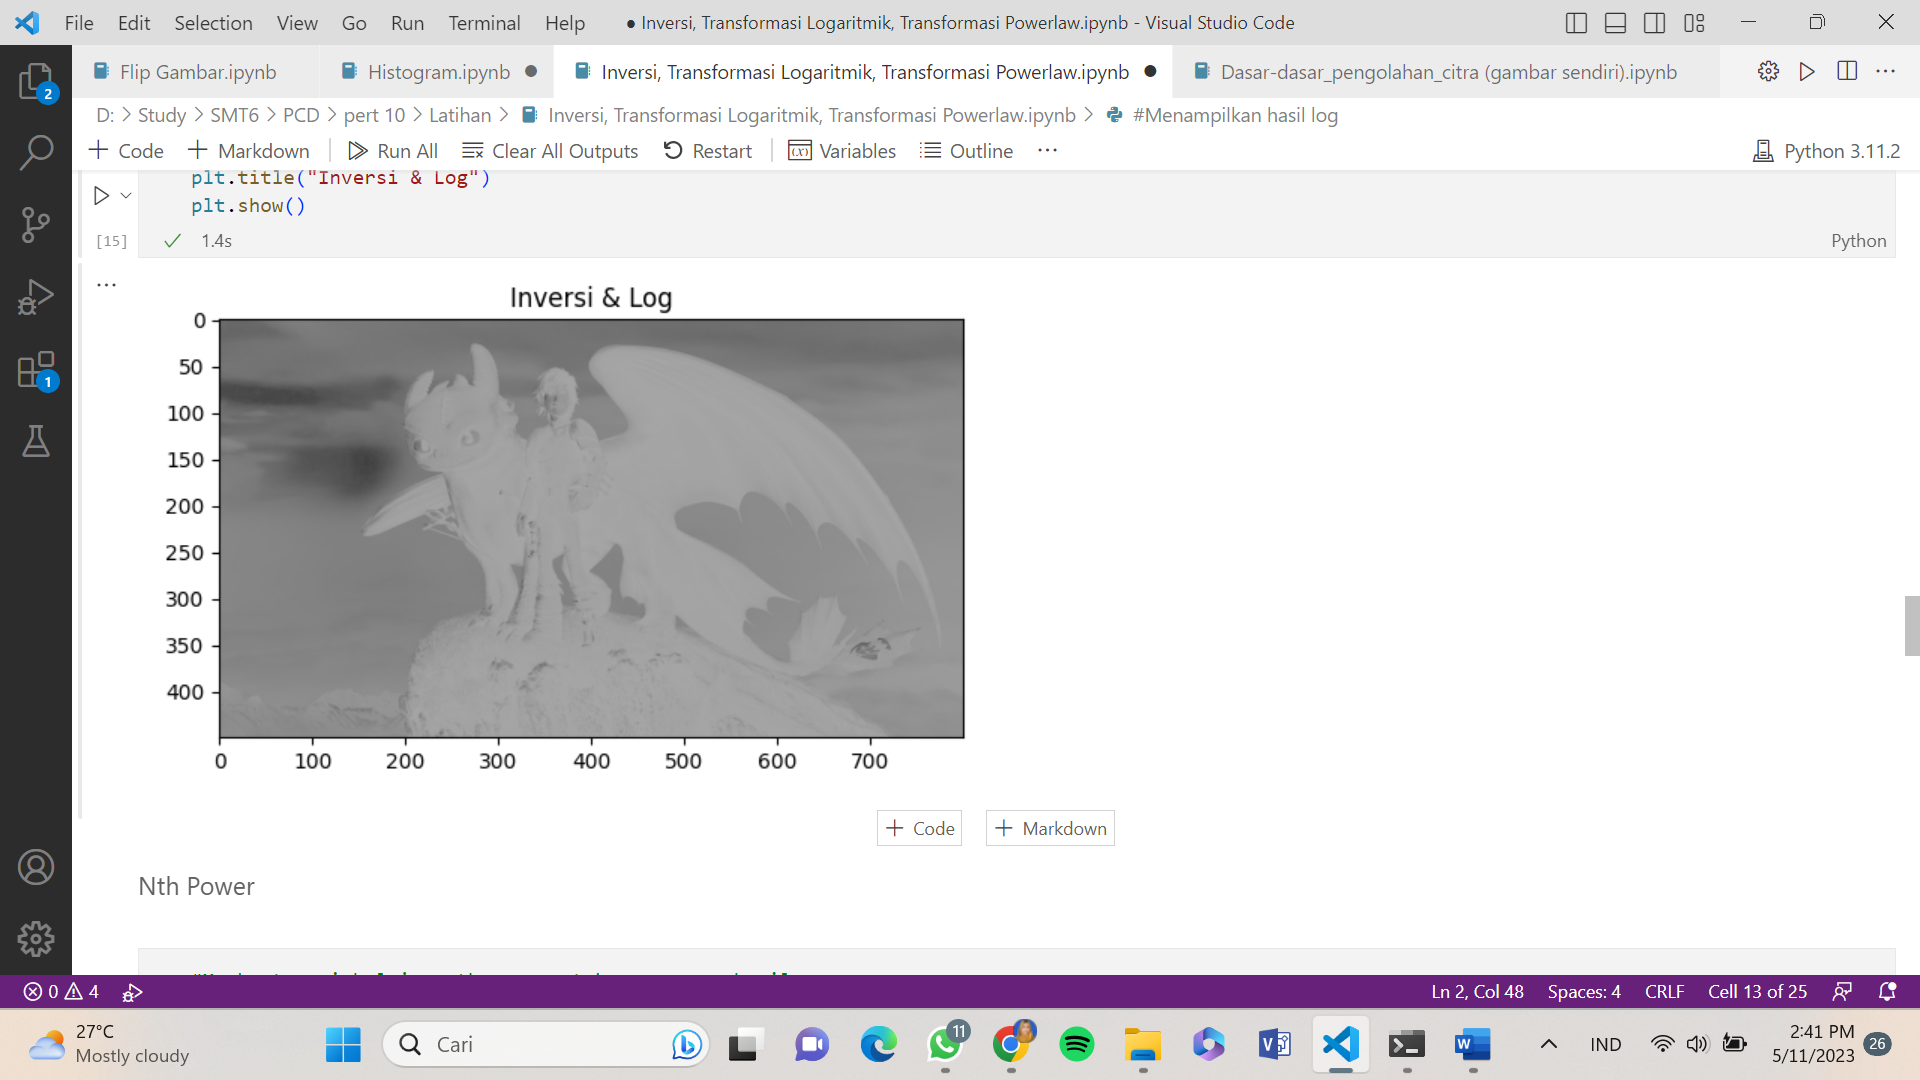 File Edit Selection View Go Run Terminal Help ● Inversi, Transformasi Logaritmik, Transformasi Powerlaw.ipynb - Visual Studio Code
Flip Gambar.ipynb Histogram.ipynb ● Inversi, Transformasi Logaritmik, Transformasi Powerlaw.ipynb ● Dasar-dasar_pengolahan_citra (gambar sendiri).ipynb ...
2
D: > Study > SMT6 > PCD > pert 10 > Latihan > Inversi, Transformasi Logaritmik, Transformasi Powerlaw.ipynb > #Menampilkan hasil log
+ Code + Markdown Run All Clear All Outputs Restart (x) Variables Outline ... Python 3.11.2
plt.title("Inversi & Log")
plt.show()
[15] ✓ 1.4s Python
...
Inversi & Log
0
50
100
150
200
250
300
350
400
0 100 200 300 400 500 600 700
1
+ Code + Markdown
Nth Power
0 4 Ln 2, Col 48 Spaces: 4 CRLF Cell 13 of 25
27°C
Mostly cloudy
Cari
11
IND
2:41 PM
5/11/2023
26